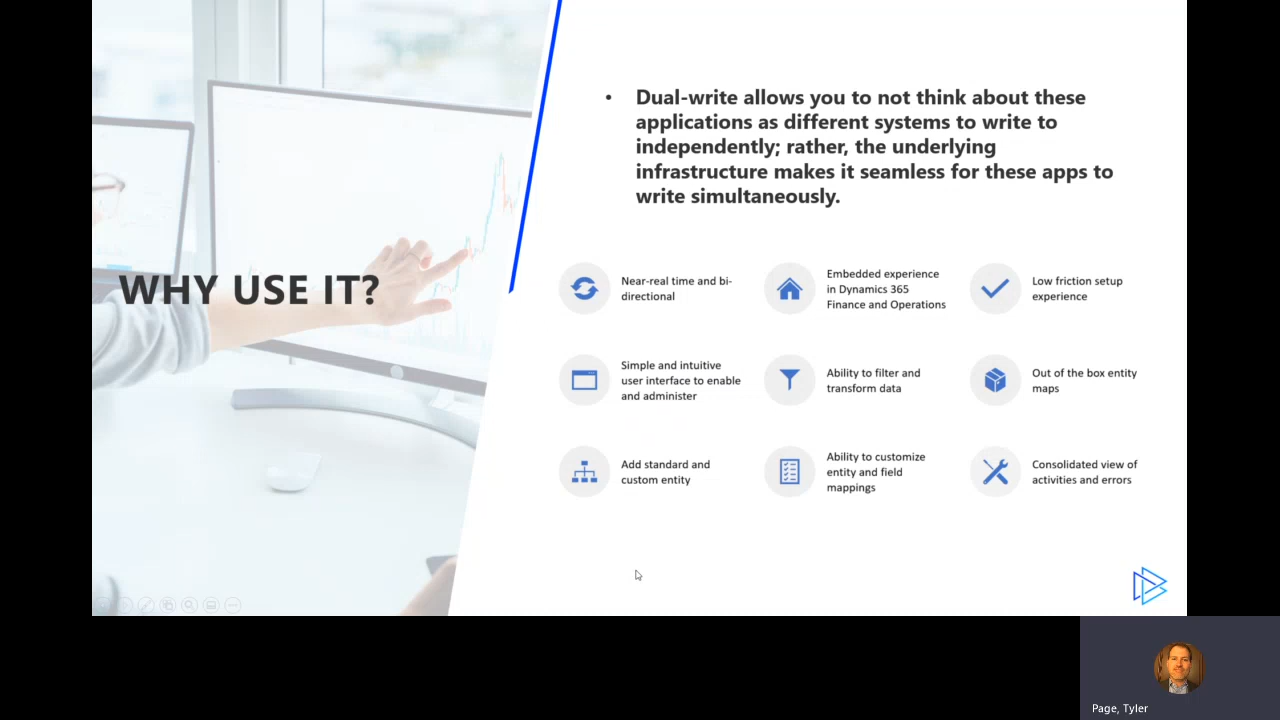 WHY USE IT?
• Dual-write allows you to not think about these
applications as different systems to write to
independently; rather, the underlying
infrastructure makes it seamless for these apps to
write simultaneously.
Near-real time and bi-
directional
Embedded experience
in Dynamics 365
Finance and Operations
Low friction setup
experience
Simple and intuitive
user interface to enable
and administer
Ability to filter and
transform data
Out of the box entity
maps
Add standard and
custom entity
Ability to customize
entity and field
mappings
Consolidated view of
activities and errors
Page, Tyler